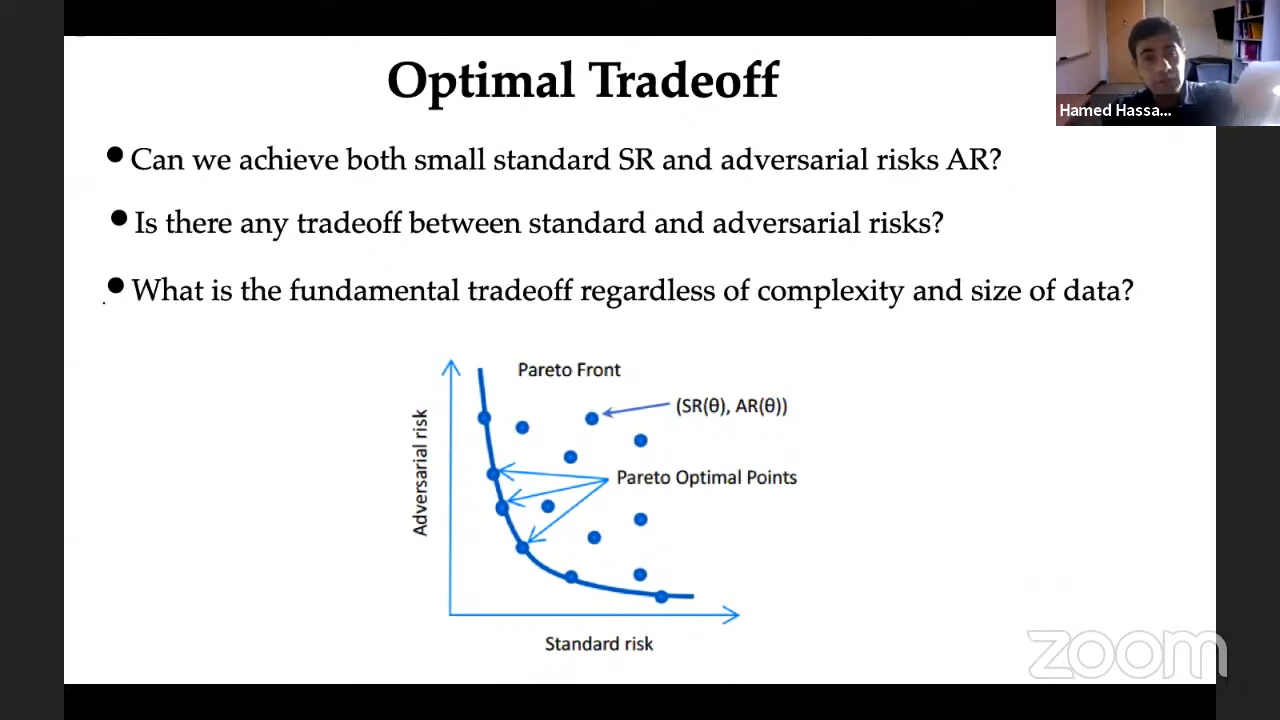 Optimal Tradeoff
Hamed Hassa...
• Can we achieve both small standard SR and adversarial risks AR?
• Is there any tradeoff between standard and adversarial risks?
• What is the fundamental tradeoff regardless of complexity and size of data?
Pareto Front
(SR(θ), AR(θ))
Pareto Optimal Points
Adversarial risk
Standard risk
zoom